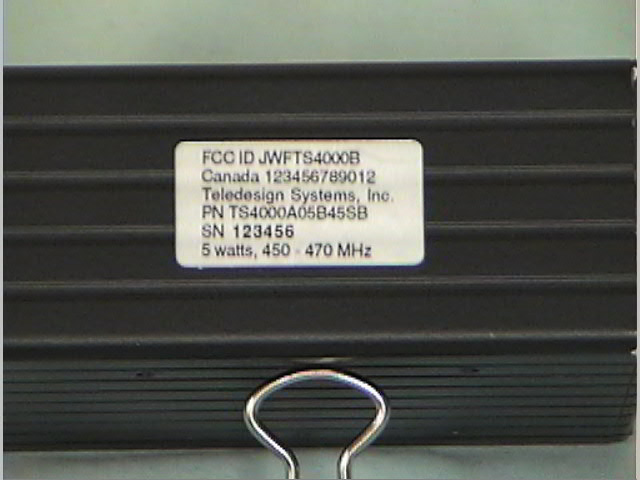 FCC ID JWFTS4000B
Canada 123456789012
Teledesign Systems, Inc.
PN TS4000A05B45SB
SN 123456
5 watts, 450 - 470 MHz